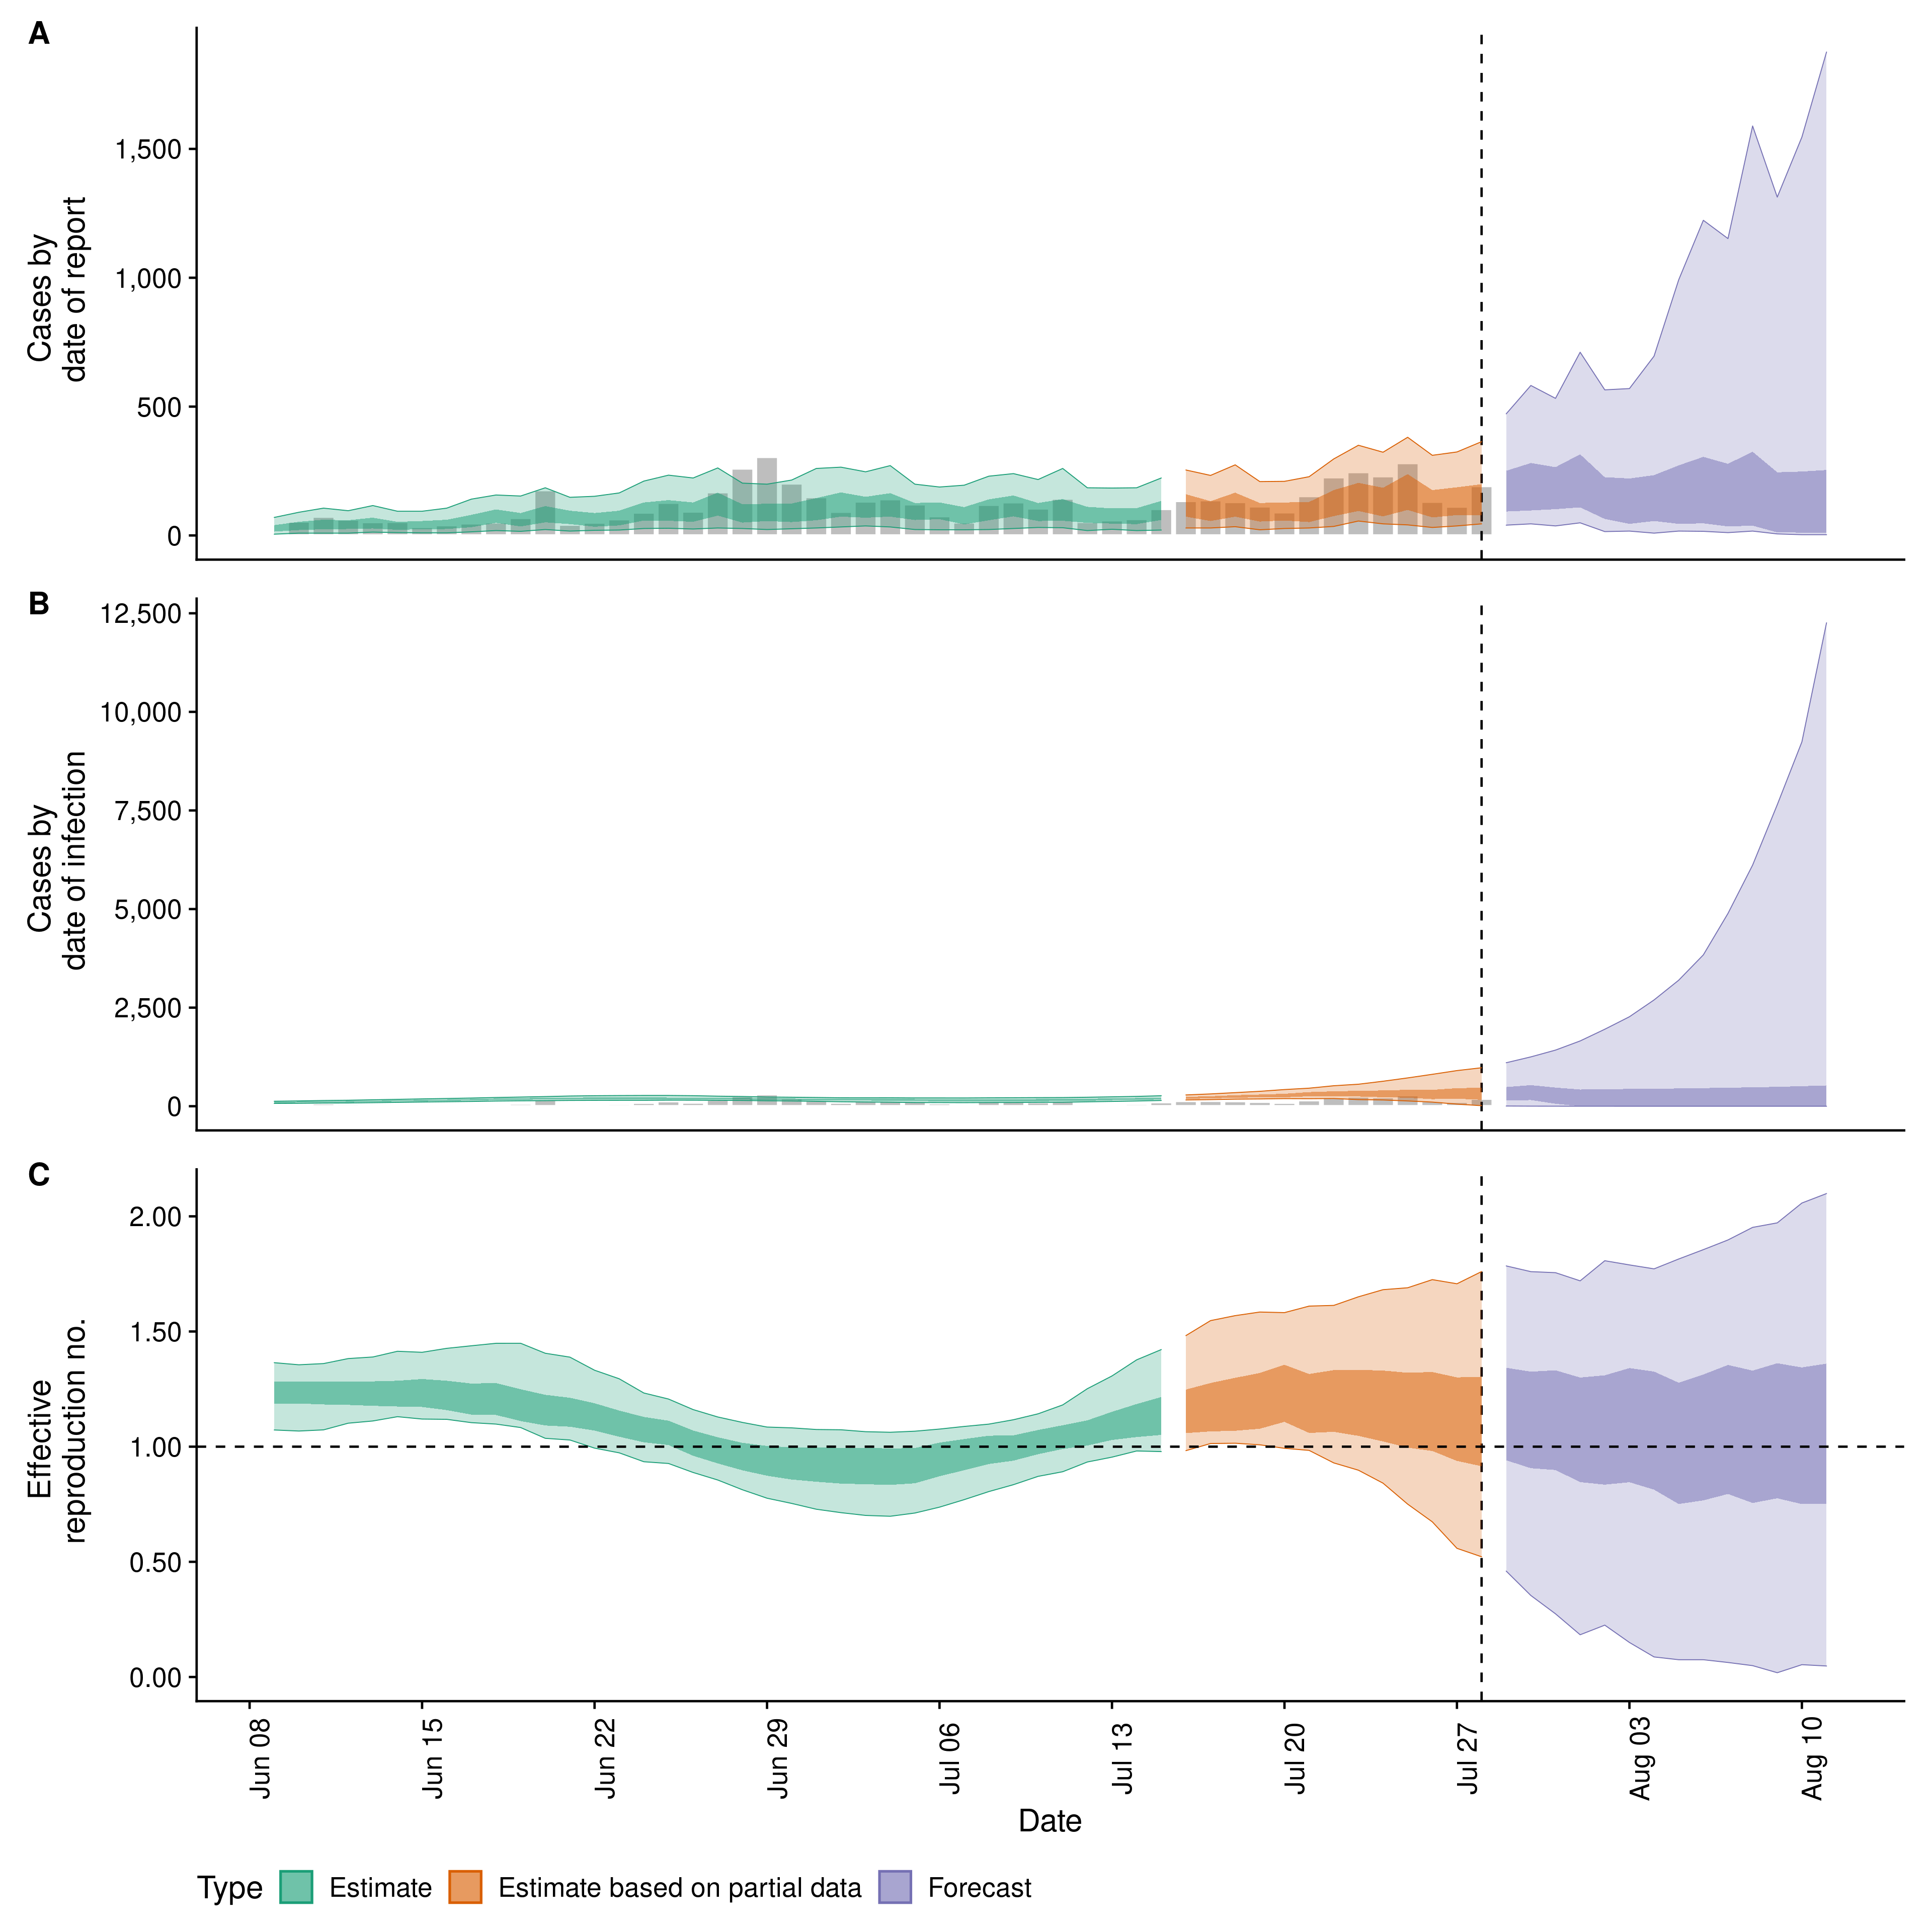 A
Cases by
date of report
1,500
1,000
500
0
B
Cases by
date of infection
12,500
10,000
7,500
5,000
2,500
0
C
Effective
reproduction no.
2.00
1.50
1.00
0.50
0.00
Jun 08
Jun 15
Jun 22
Jun 29
Jul 06
Jul 13
Jul 20
Jul 27
Aug 03
Aug 10
Date
Type
Estimate
Estimate based on partial data
Forecast